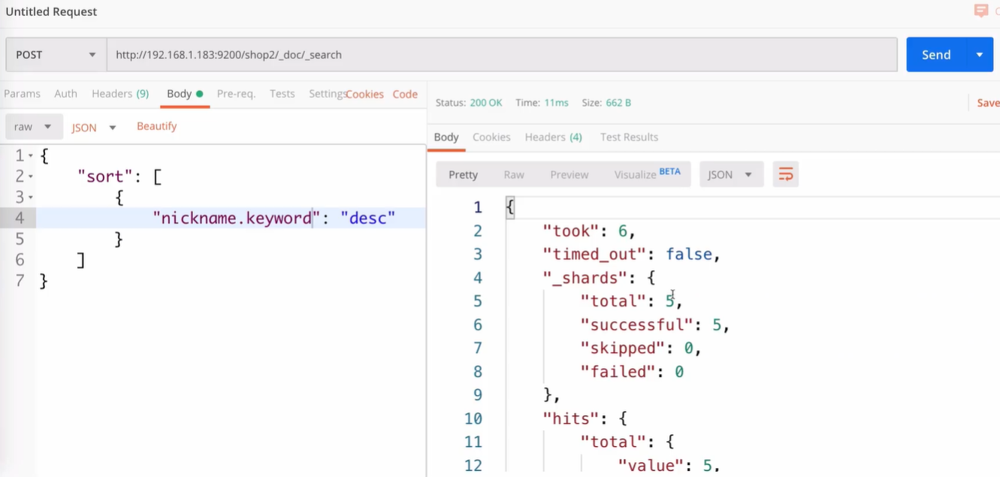 Untitled Request
POST http://192.168.1.183:9200/shop2/_doc/_search Send
Params Auth Headers (9) Body Pre-req. Tests Settings Cookies Code
raw JSON Beautify
1 {
2 "sort": [
3 {
4 "nickname.keyword": "desc"
5 }
6 ]
7 }
Status: 200 OK Time: 11ms Size: 662 B Save
Body Cookies Headers (4) Test Results
Pretty Raw Preview Visualize BETA JSON
1 {
2 "took": 6,
3 "timed_out": false,
4 "_shards": {
5 "total": 5,
6 "successful": 5,
7 "skipped": 0,
8 "failed": 0
9 },
10 "hits": {
11 "total": {
12 "value": 5,